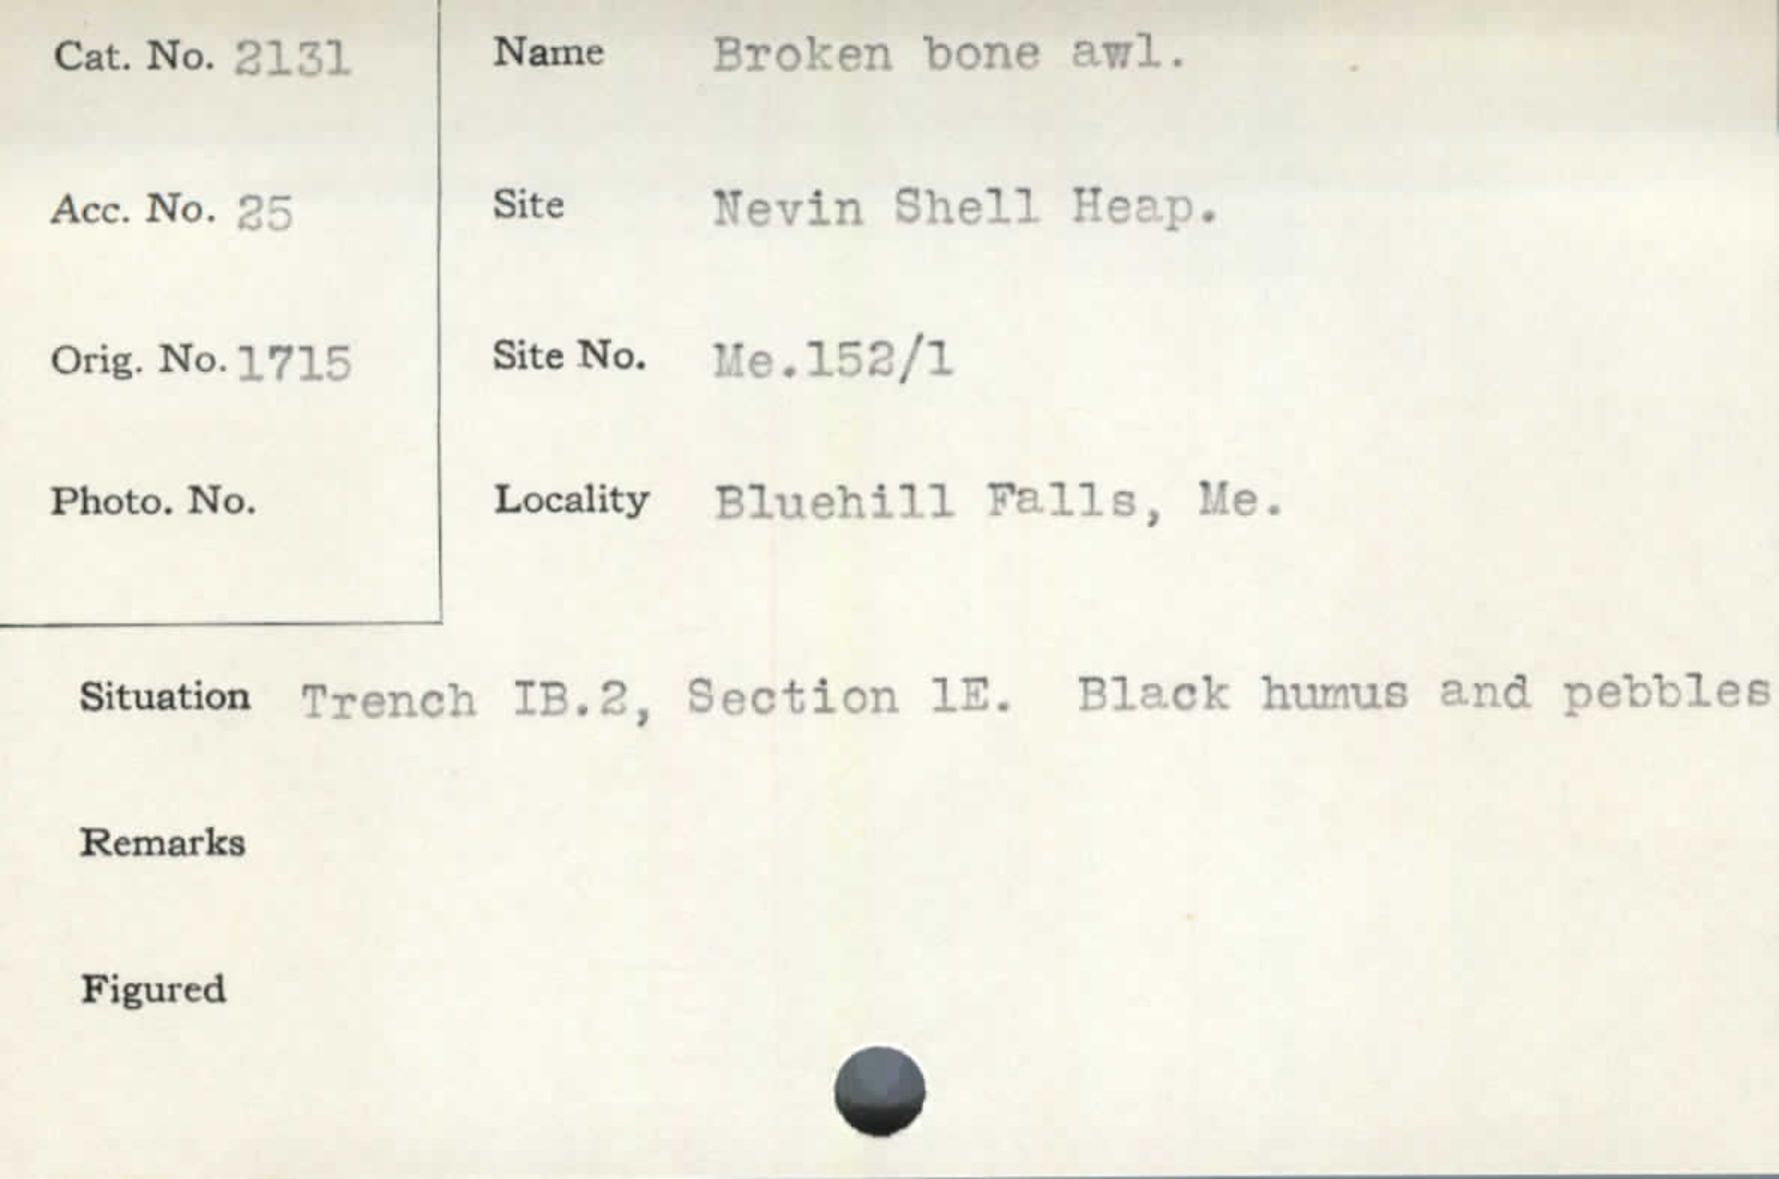 Cat. No. 2131
Name Broken bone awl.
Acc. No. 25
Site Nevin Shell Heap.
Orig. No. 1715
Site No. Me.152/1
Photo. No.
Locality Bluehill Falls, Me.
Situation Trench IB.2, Section 1E. Black humus and pebbles
Remarks
Figured